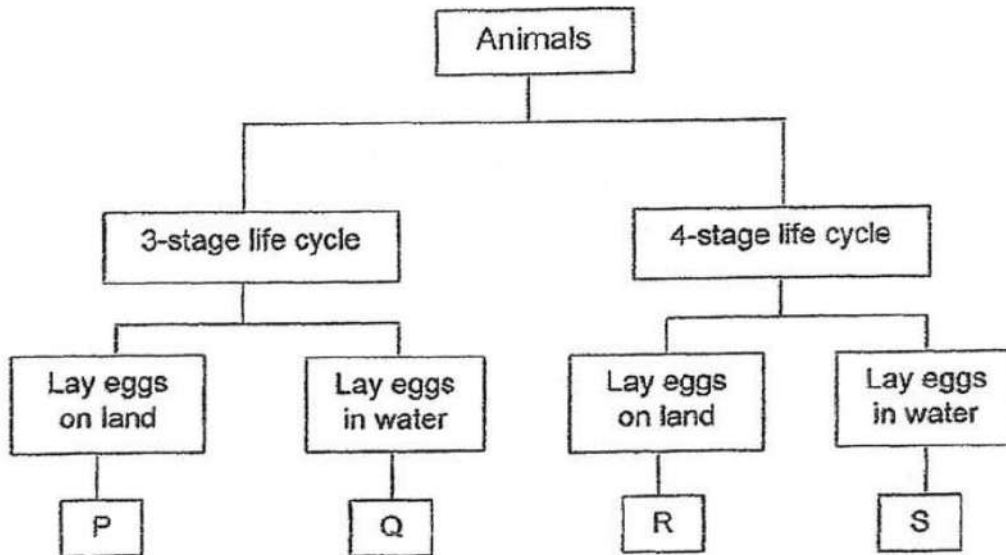 Animals
3-stage life cycle
4-stage life cycle
Lay eggs
on land
Lay eggs
in water
Lay eggs
on land
Lay eggs
in water
P
Q
R
S